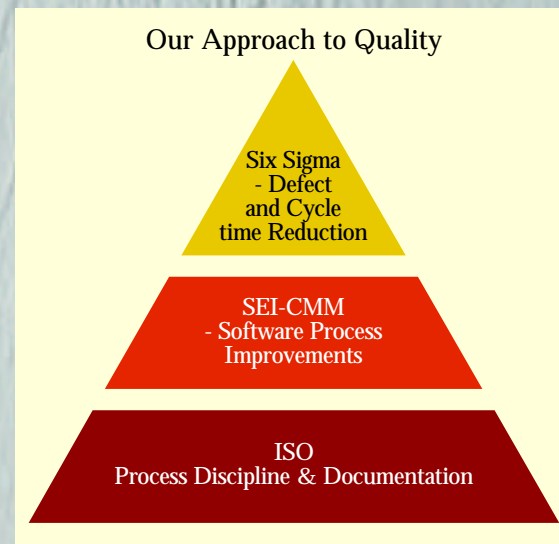 Our Approach to Quality
Six Sigma
- Defect
and Cycle
time Reduction
SEI-CMM
- Software Process
Improvements
ISO
Process Discipline & Documentation